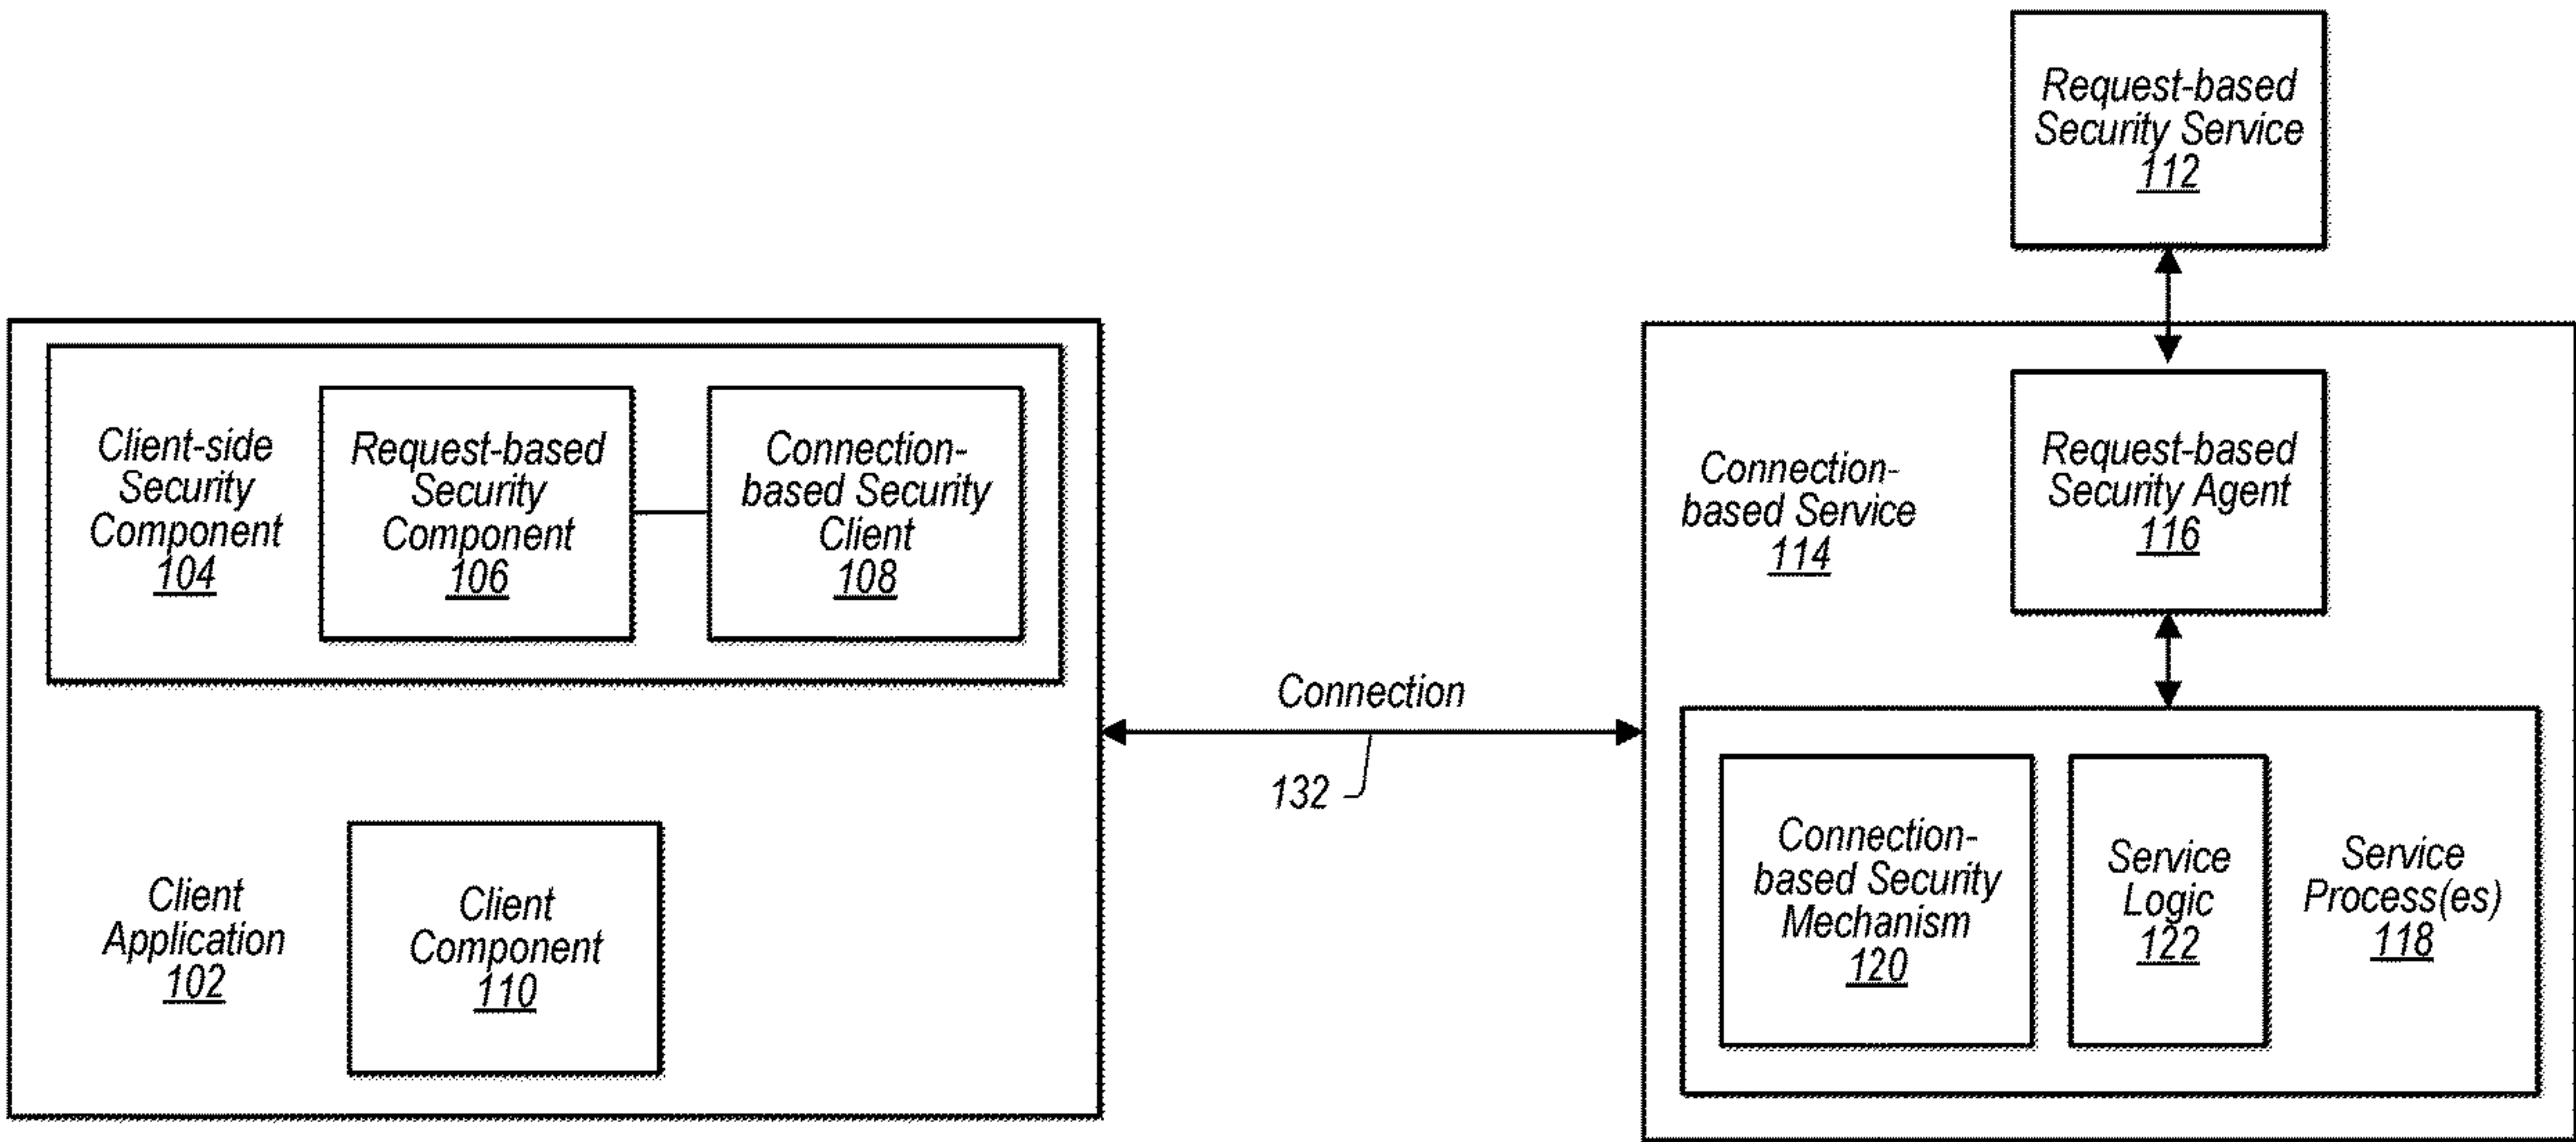 Request-based
Security Service
112
Client-side
Security
Component
104
Request-based
Security
Component
106
Connection-
based Security
Client
108
Client
Application
102
Client
Component
110
Connection
132
Connection-
based Service
114
Request-based
Security Agent
116
Connection-
based Security
Mechanism
120
Service
Logic
122
Service
Process(es)
118